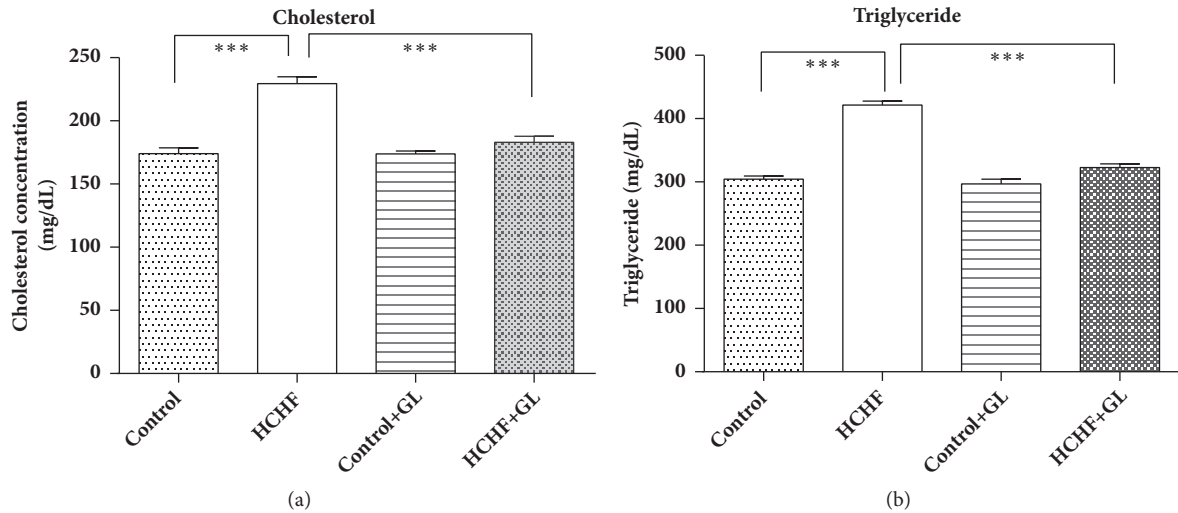 Cholesterol
***
***
250
200
150
100
50
0
Cholesterol concentration
(mg/dL)
Control
HCHF
Control+GL
HCHF+GL
(a)
Triglyceride
***
***
500
400
300
200
100
0
Triglyceride (mg/dL)
Control
HCHF
Control+GL
HCHF+GL
(b)